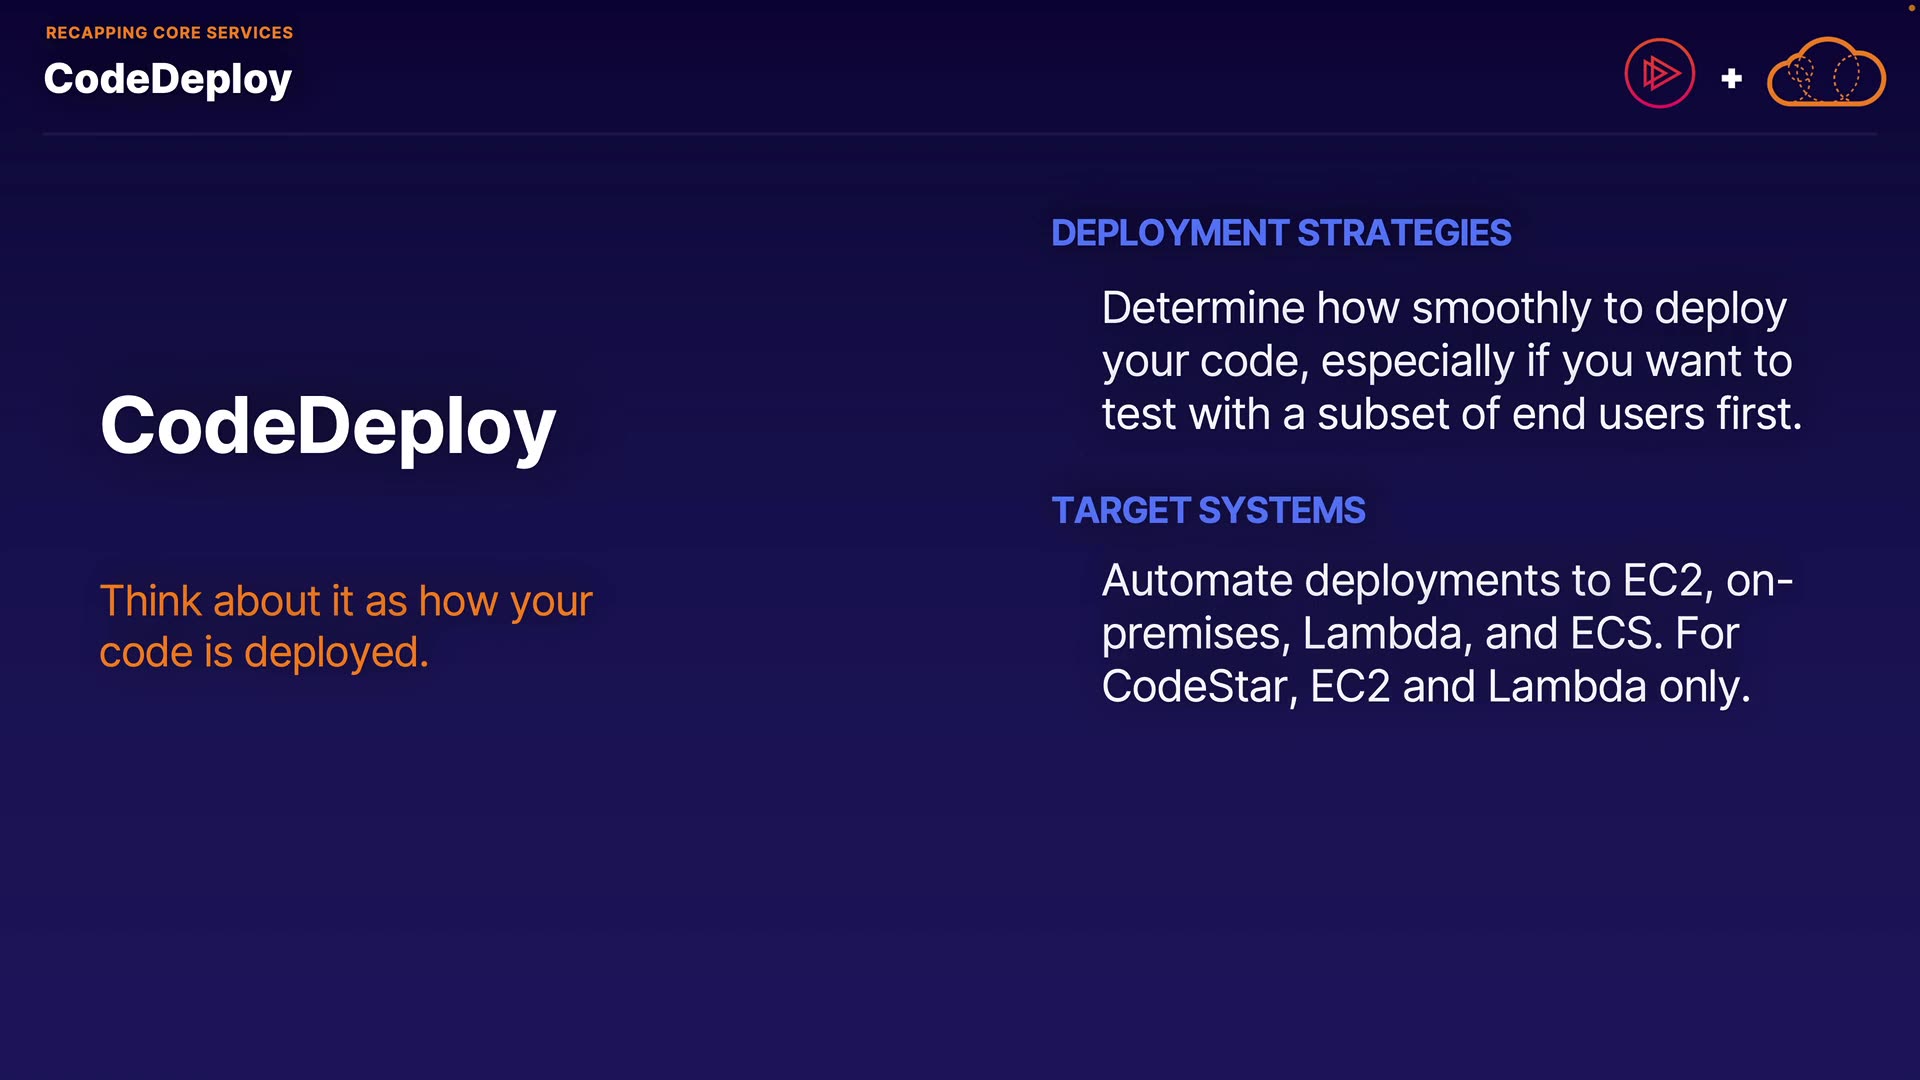 RECAPPING CORE SERVICES
CodeDeploy
+
CodeDeploy
Think about it as how your
code is deployed.
DEPLOYMENT STRATEGIES
Determine how smoothly to deploy
your code, especially if you want to
test with a subset of end users first.
TARGET SYSTEMS
Automate deployments to EC2, on-
premises, Lambda, and ECS. For
CodeStar, EC2 and Lambda only.